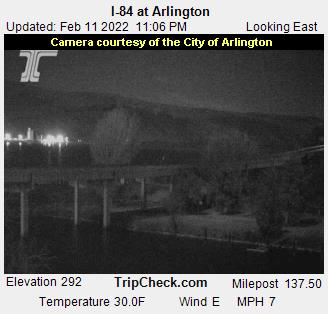 I-84 at Arlington
Updated: Feb 11 2022 11:06 PM Looking East
Camera courtesy of the City of Arlington
Elevation 292 TripCheck.com Milepost 137.50
Temperature 30.0F Wind E MPH 7